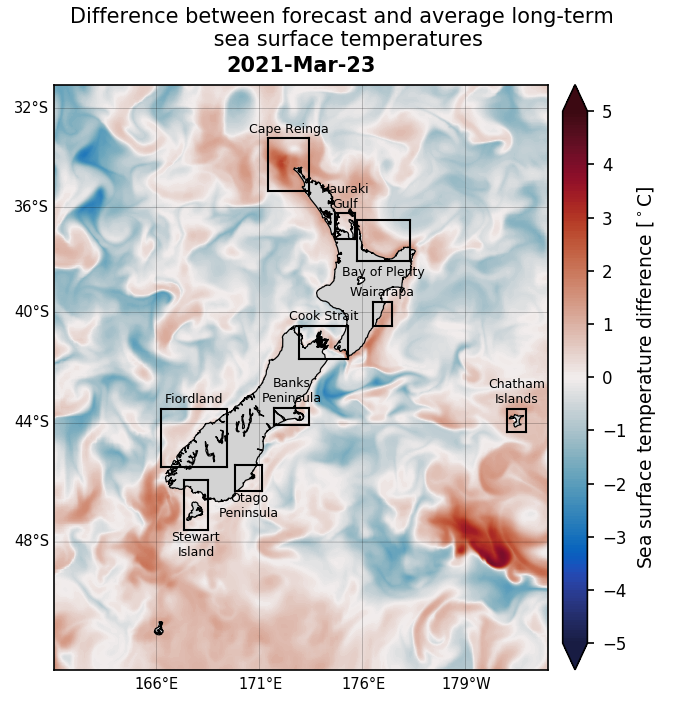 Difference between forecast and average long-term
sea surface temperatures
2021-Mar-23
32°S
36°S
40°S
44°S
48°S
166°E
171°E
176°E
179°W
Cape Reinga
Hauraki
Gulf
Bay of Plenty
Wairarapa
Cook Strait
Banks
Peninsula
Fiordland
Chatham
Islands
Otago
Peninsula
Stewart
Island
5
4
3
2
1
0
−1
−2
−3
−4
−5
Sea surface temperature difference [°C]